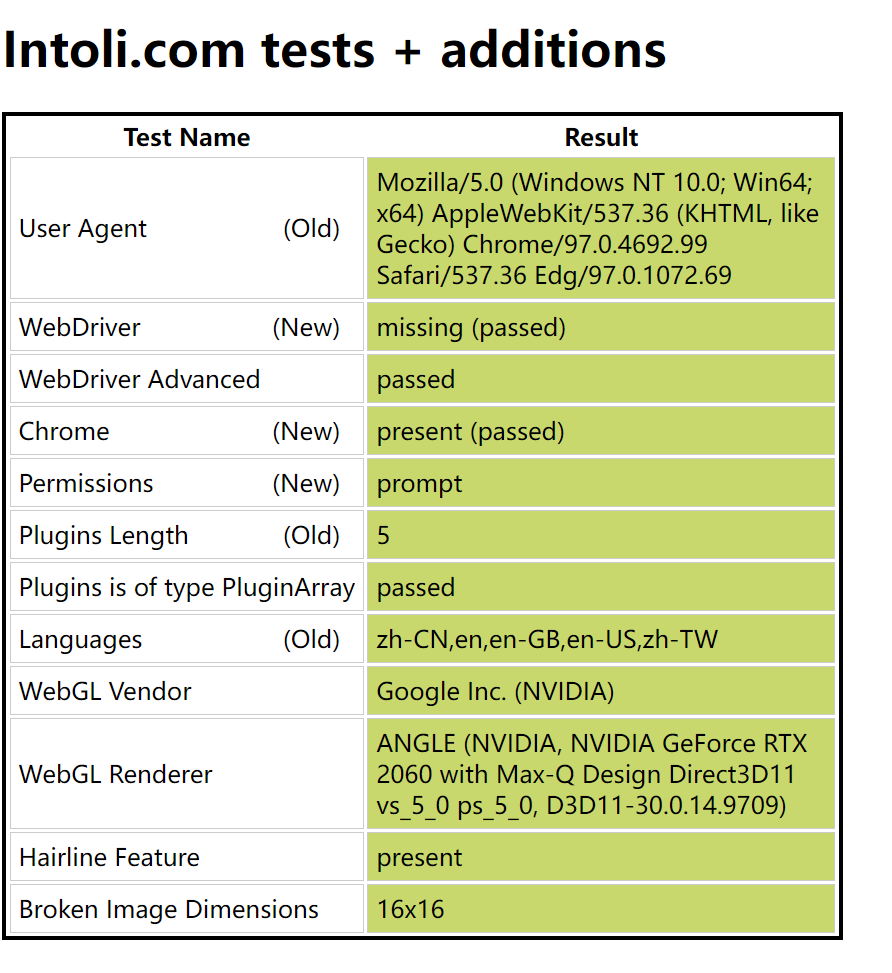 Intoli.com tests + additions
Test Name Result
User Agent (Old) Mozilla/5.0 (Windows NT 10.0; Win64;
x64) AppleWebKit/537.36 (KHTML, like
Gecko) Chrome/97.0.4692.99
Safari/537.36 Edg/97.0.1072.69
WebDriver (New) missing (passed)
WebDriver Advanced passed
Chrome (New) present (passed)
Permissions (New) prompt
Plugins Length (Old) 5
Plugins is of type PluginArray passed
Languages (Old) zh-CN,en,en-GB,en-US,zh-TW
WebGL Vendor Google Inc. (NVIDIA)
WebGL Renderer ANGLE (NVIDIA, NVIDIA GeForce RTX
2060 with Max-Q Design Direct3D11
vs_5_0 ps_5_0, D3D11-30.0.14.9709)
Hairline Feature present
Broken Image Dimensions 16x16